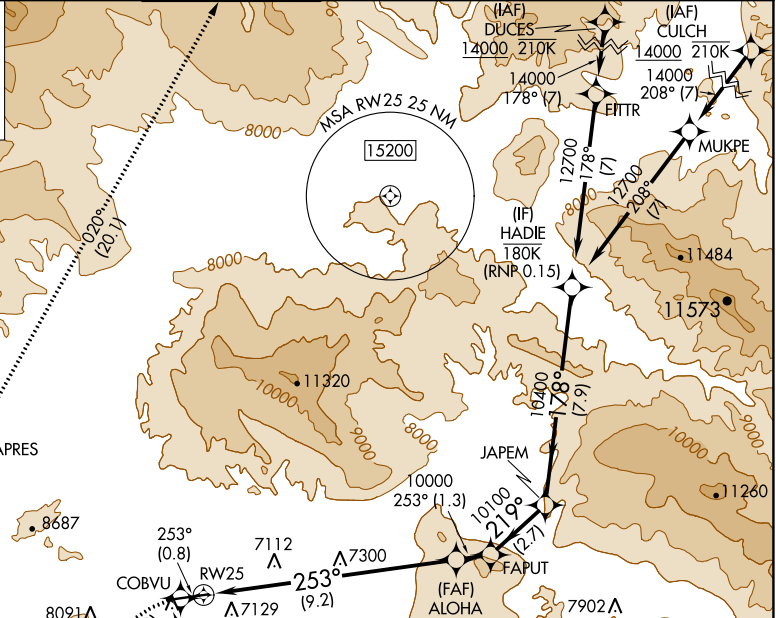 (IAF)
DUCES
14000 210K
14000
178° (7)
FITTR
(IAF)
CULCH
14000 210K
14000
208° (7)
MUKPE
MSA RW25 25 NM
15200
8000
12700
178°
(7)
12700
208°
(7)
8000
020°
(20.1)
(IF)
HADIE
180K
(RNP 0.15)
11484
11573
8000
11320
10000
9000
8000
10400
178°
(7.9)
10000
9000
11260
APRES
JAPEM
10000
253° (1.3)
10100
219°
(2.7)
FAPUT
8687
253°
(0.8)
7112
7300
COBVU
RW25
253°
(9.2)
(FAF)
ALOHA
8091
7129
7902